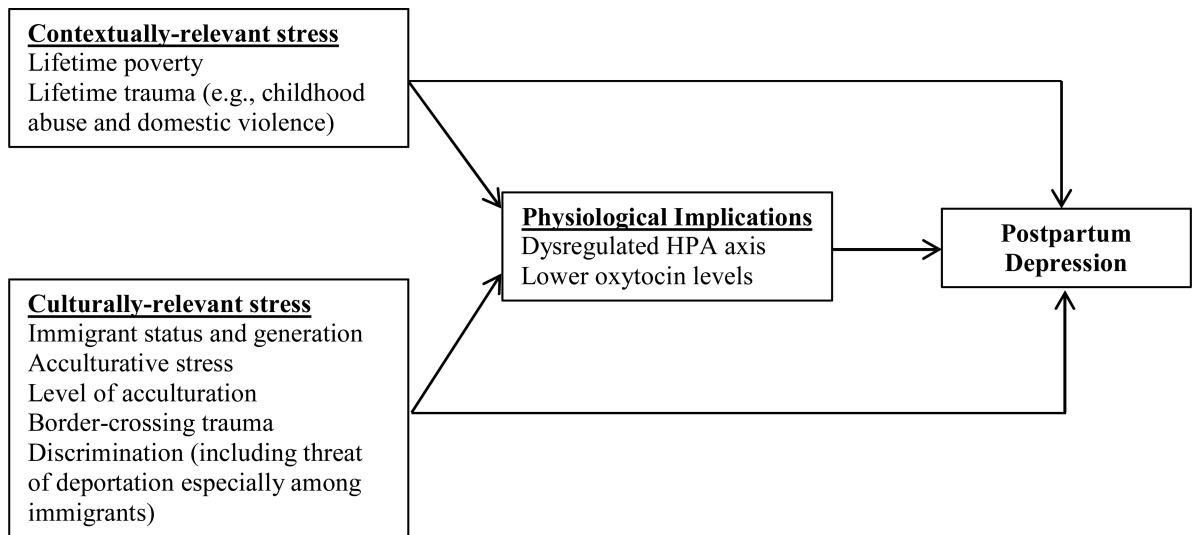 Contextually-relevant stress
Lifetime poverty
Lifetime trauma (e.g., childhood
abuse and domestic violence)
Physiological Implications
Dysregulated HPA axis
Lower oxytocin levels
Postpartum
Depression
Culturally-relevant stress
Immigrant status and generation
Acculturative stress
Level of acculturation
Border-crossing trauma
Discrimination (including threat
of deportation especially among
immigrants)